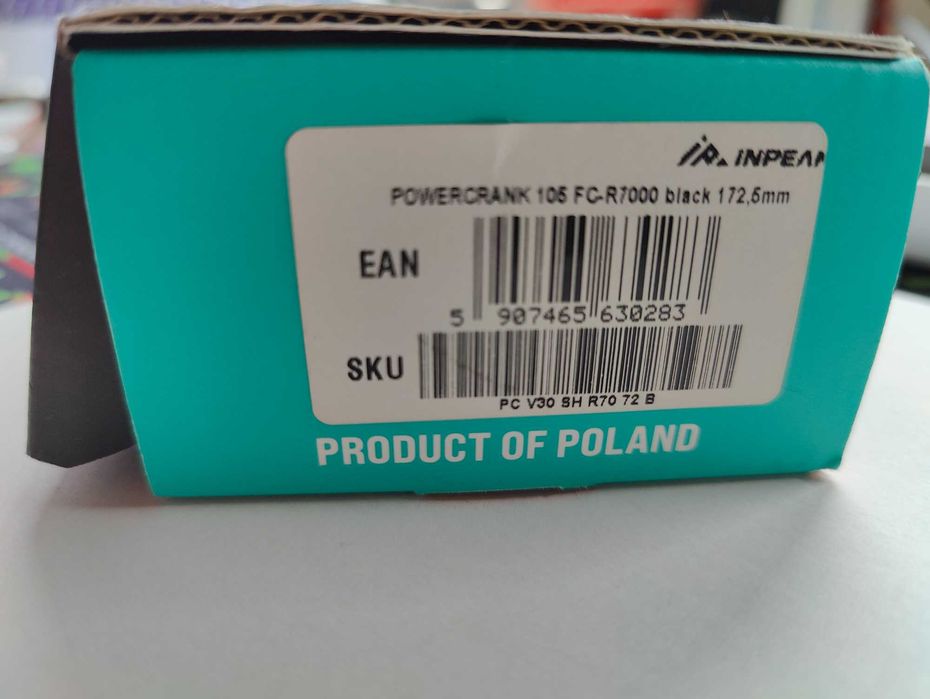 INPEAK
POWERCRANK 105 FC-R7000 black 172,5mm
EAN
5 907465 630283
SKU
PC V30 SH R70 72 B
PRODUCT OF POLAND